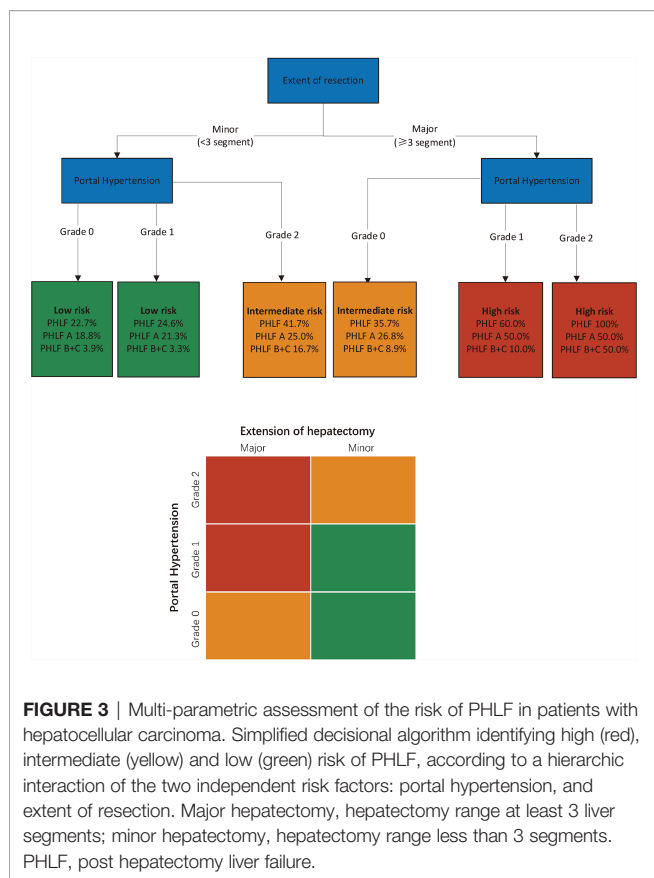 Extent of resection
Minor
(<3 segment)
Major
(≥3 segment)
Portal Hypertension
Portal Hypertension
Grade 0
Grade 1
Grade 2
Grade 0
Grade 1
Grade 2
Low risk
PHLF 22.7%
PHLF A 18.8%
PHLF B+C 3.9%
Low risk
PHLF 24.6%
PHLF A 21.3%
PHLF B+C 3.3%
Intermediate risk
PHLF 41.7%
PHLF A 25.0%
PHLF B+C 16.7%
Intermediate risk
PHLF 35.7%
PHLF A 26.8%
PHLF B+C 8.9%
High risk
PHLF 60.0%
PHLF A 50.0%
PHLF B+C 10.0%
High risk
PHLF 100%
PHLF A 50.0%
PHLF B+C 50.0%
Extension of hepatectomy
Major
Minor
Portal Hypertension
Grade 2
Grade 1
Grade 0
FIGURE 3 | Multi-parametric assessment of the risk of PHLF in patients with
hepatocellular carcinoma. Simplified decisional algorithm identifying high (red),
intermediate (yellow) and low (green) risk of PHLF, according to a hierarchic
interaction of the two independent risk factors: portal hypertension, and
extent of resection. Major hepatectomy, hepatectomy range at least 3 liver
segments; minor hepatectomy, hepatectomy range less than 3 segments.
PHLF, post hepatectomy liver failure.